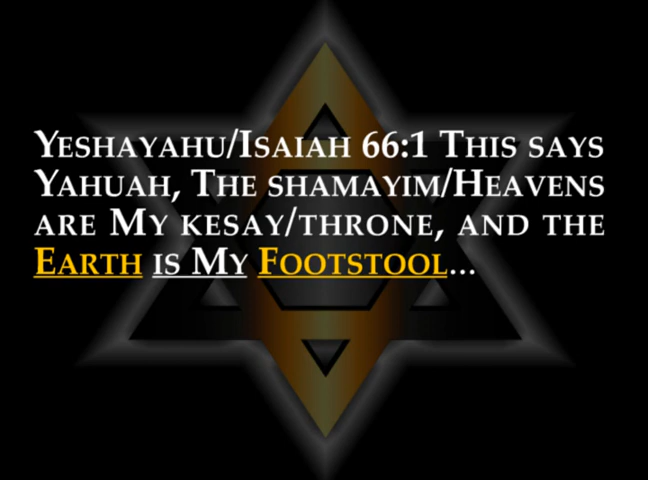 Yeshayahu/Isaiah 66:1 This says
Yahuah, The shamayim/Heavens
are My kesay/throne, and the
Earth is My Footstool...